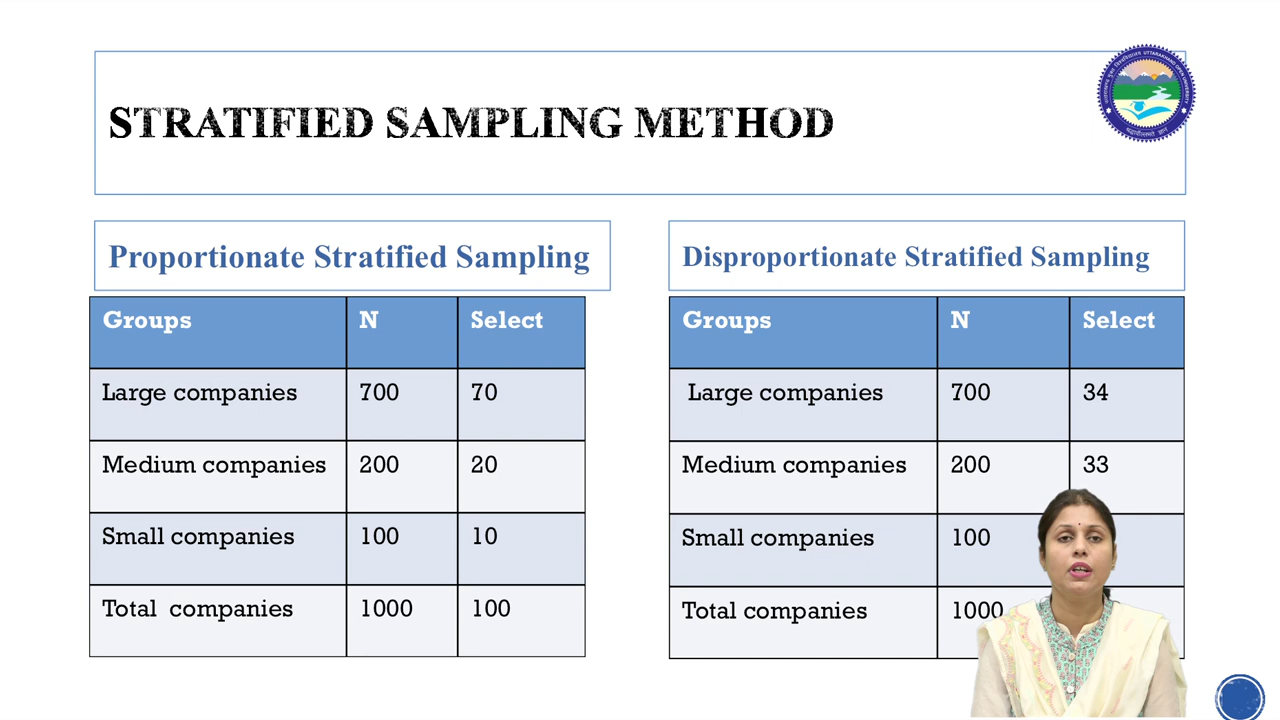 STRATIFIED SAMPLING METHOD
Proportionate Stratified Sampling
Groups N Select
Large companies 700 70
Medium companies 200 20
Small companies 100 10
Total companies 1000 100
Disproportionate Stratified Sampling
Groups N Select
Large companies 700 34
Medium companies 200 33
Small companies 100
Total companies 1000